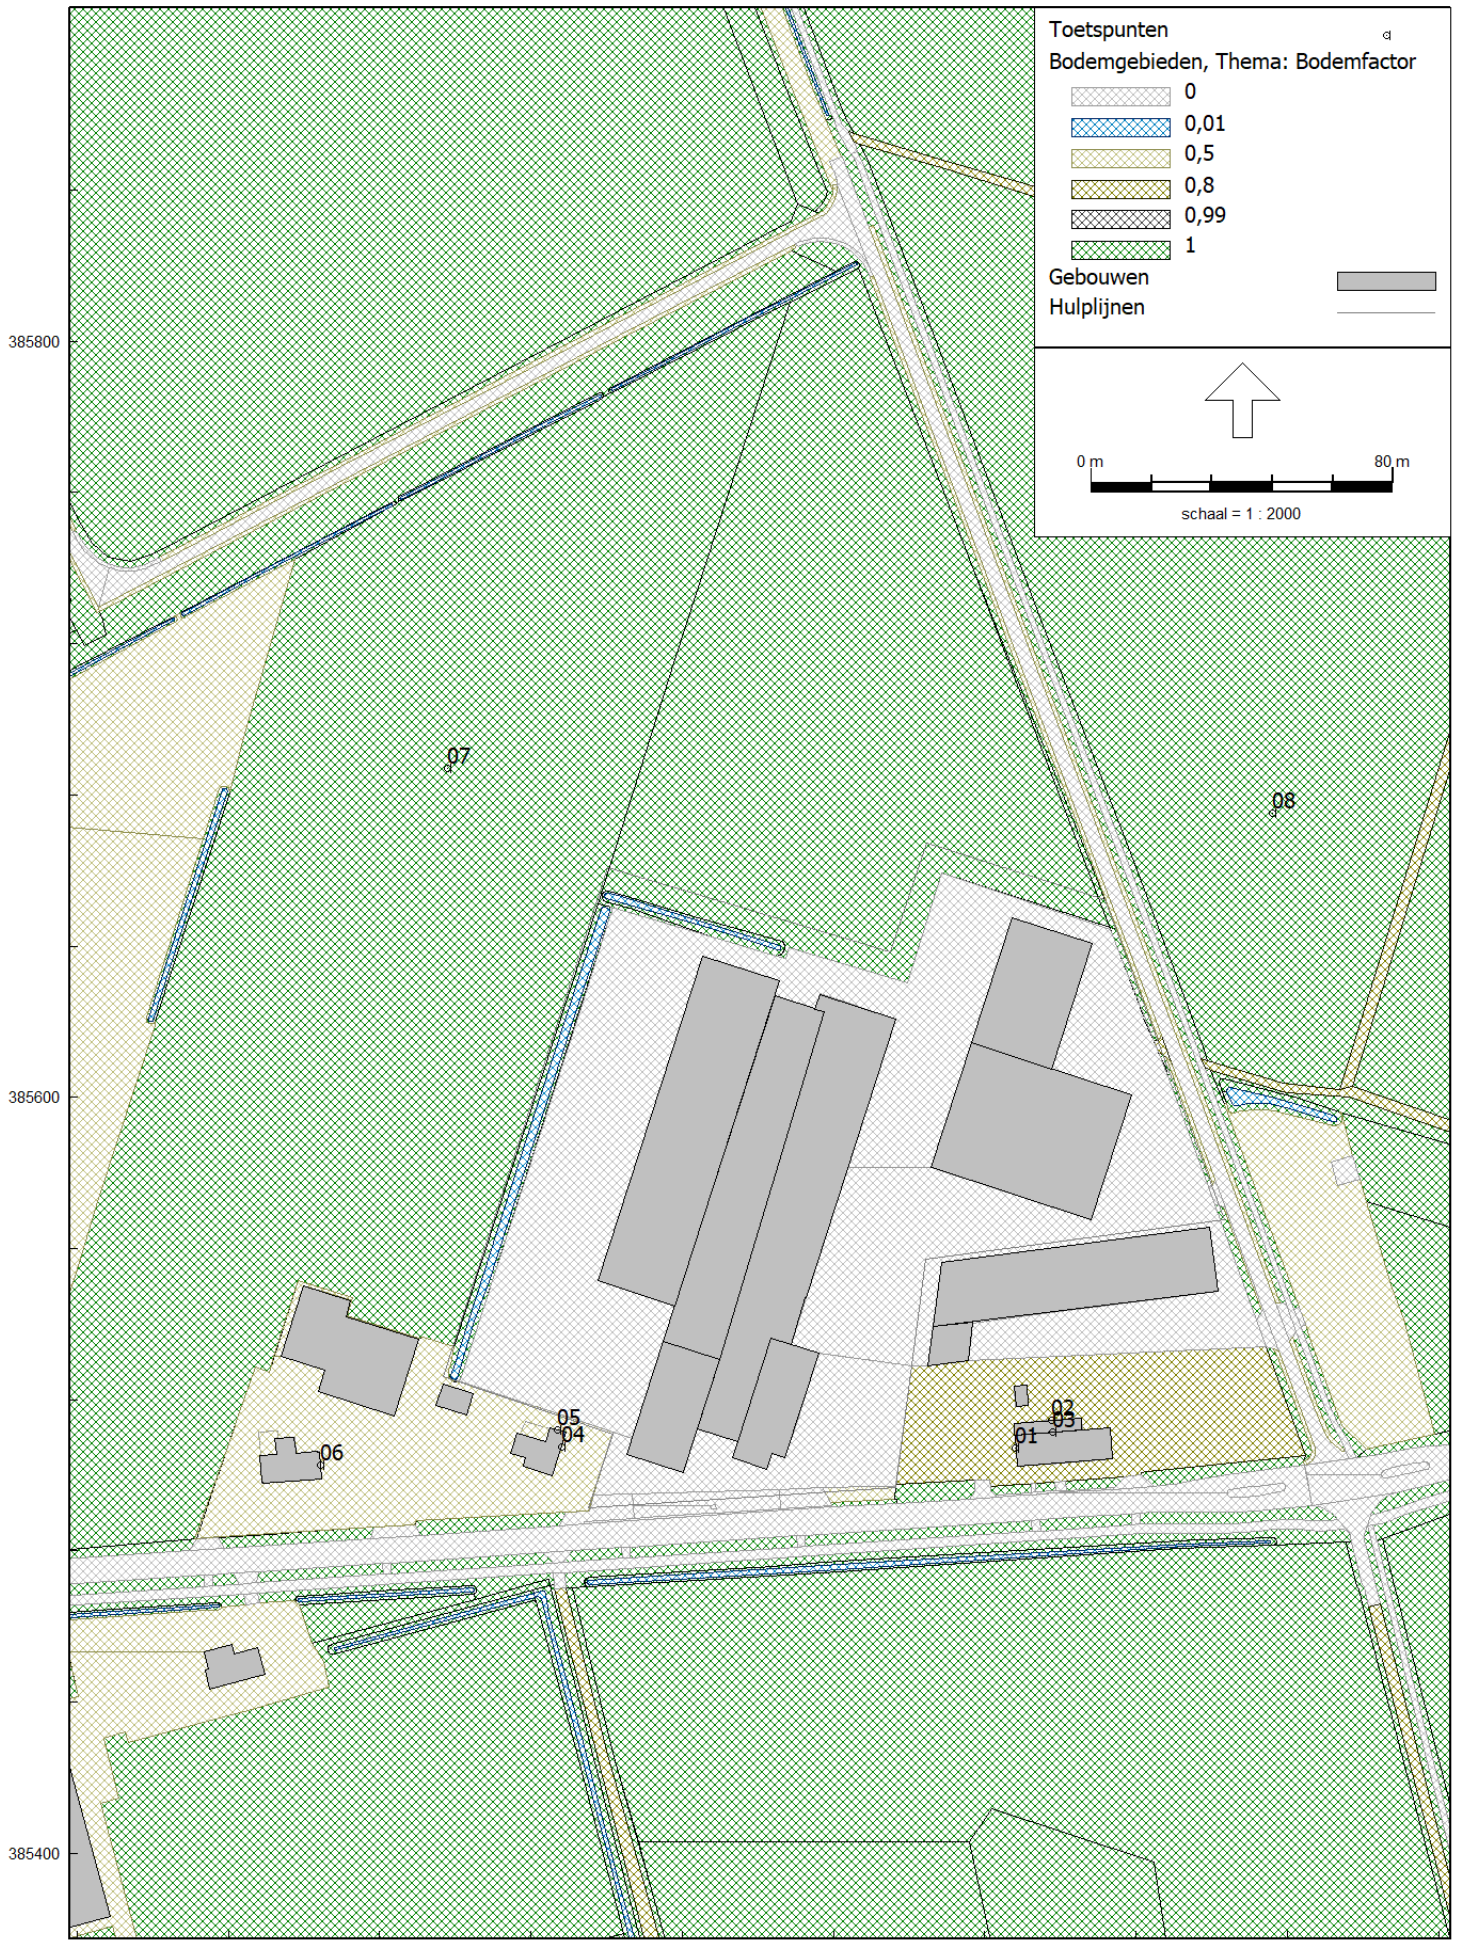 Toetspunten
Bodemgebieden, Thema: Bodemfactor
0
0,01
0,5
0,8
0,99
1
Gebouwen
Hulplijnen
385800
0 m 80 m
schaal = 1 : 2000
07
08
385600
02
05
03
04
01
06
385400